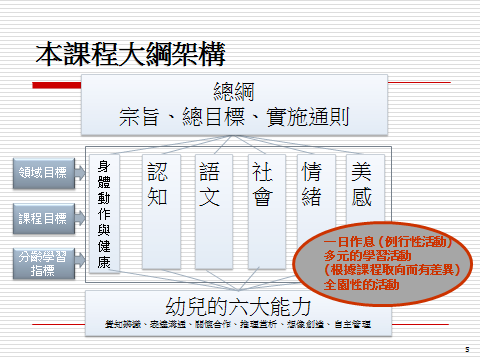 本課程大綱架構
總綱
宗旨、總目標、實施通則
領域目標
課程目標
分齡學習
指標
身體動作與健康
認知
語文
社會
情緒
美感
一日作息(例行性活動)
多元的學習活動
(根據課程取向而有差異)
全園性的活動
幼兒的六大能力
覺知辨識、表達溝通、關懷合作、推理賞析、想像創造、自主管理
5